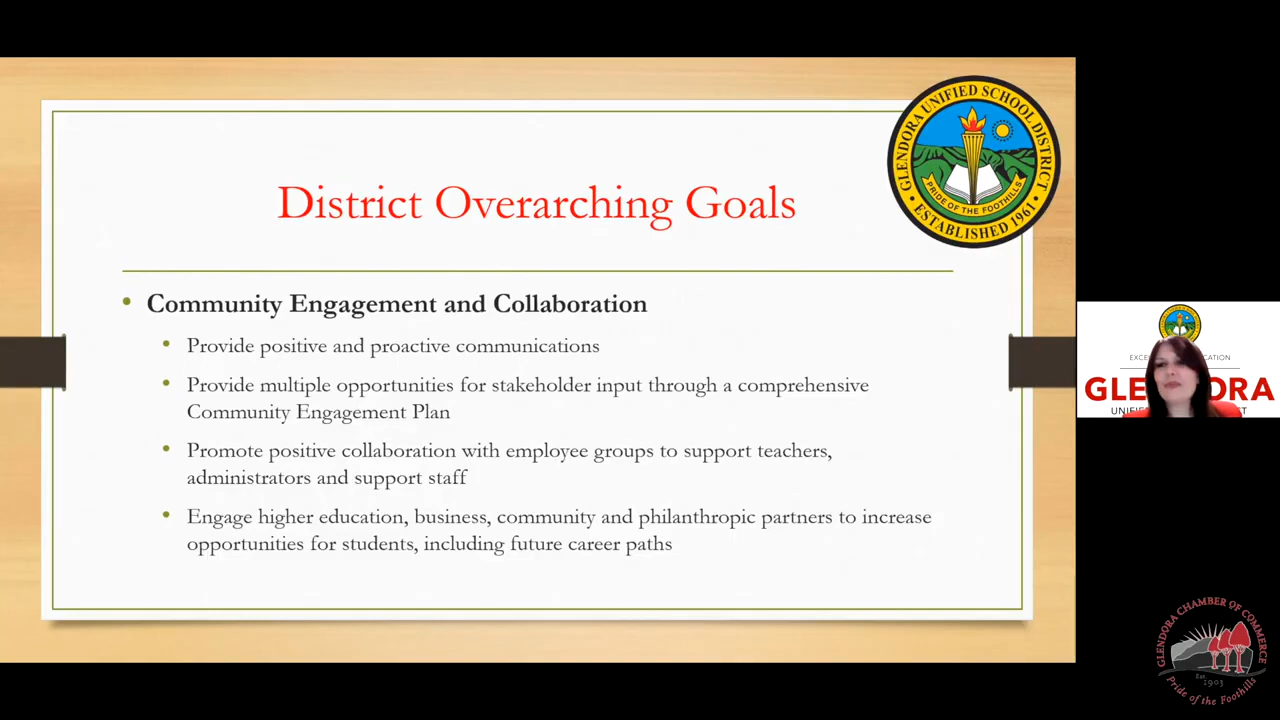 District Overarching Goals
GLENDORA UNIFIED SCHOOL DISTRICT
PRIDE OF THE FOOTHILLS
• ESTABLISHED 1961 •
• Community Engagement and Collaboration
• Provide positive and proactive communications
• Provide multiple opportunities for stakeholder input through a comprehensive
Community Engagement Plan
• Promote positive collaboration with employee groups to support teachers,
administrators and support staff
• Engage higher education, business, community and philanthropic partners to increase
opportunities for students, including future career paths
GLENDORA CHAMBER OF COMMERCE
Est.
1903
Pride of the Foothills